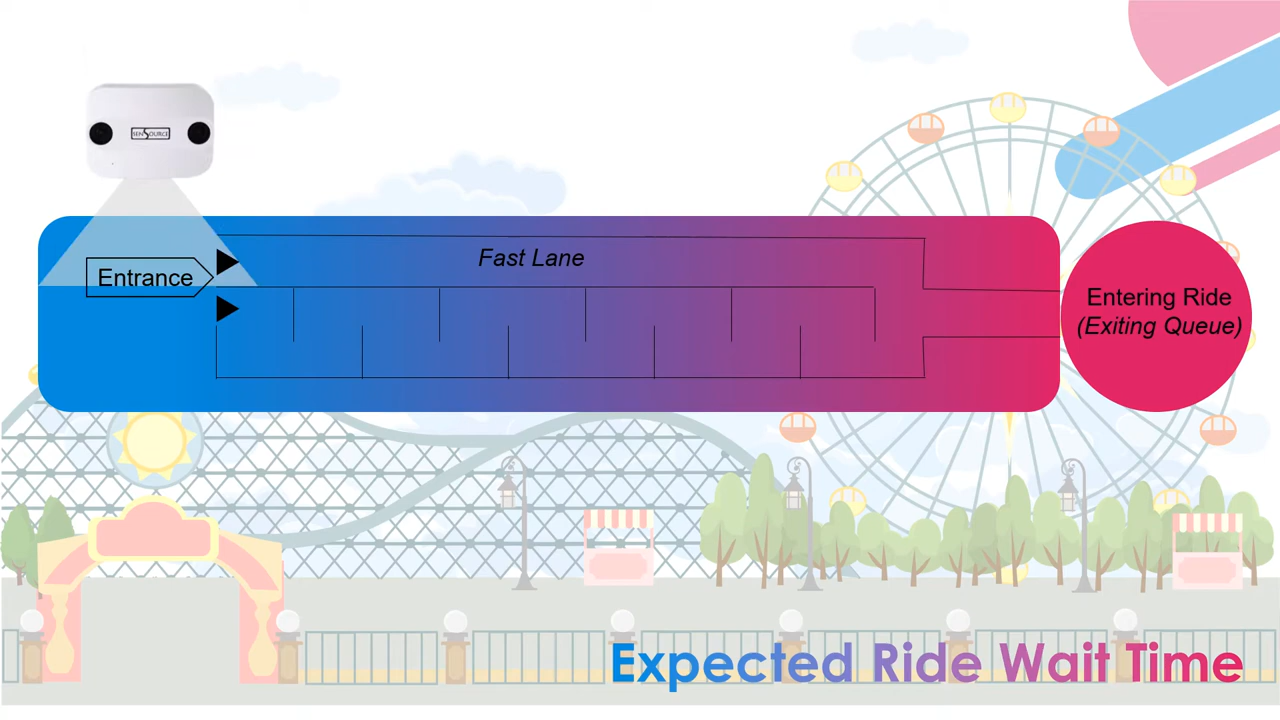 SENSOURCE
Fast Lane
Entrance
Entering Ride
(Exiting Queue)
Expected Ride Wait Time